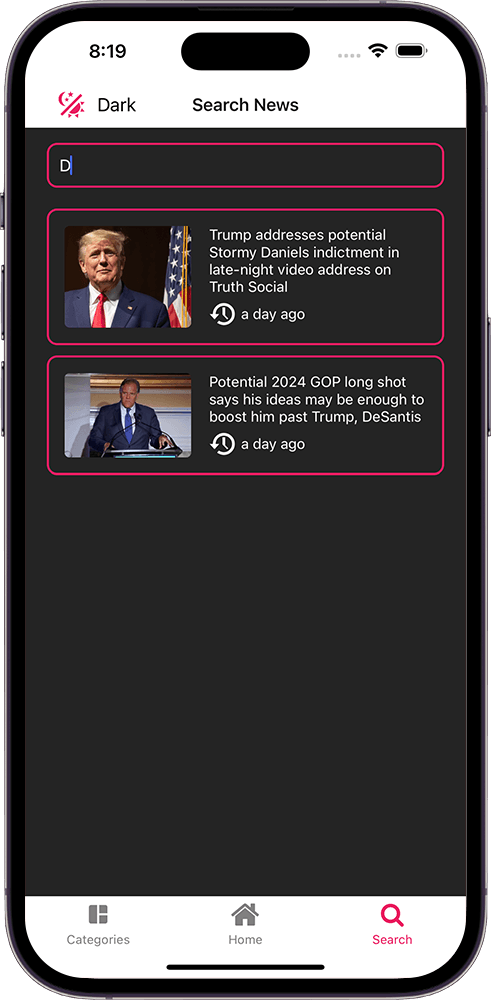 8:19
Dark
Search News
D
Trump addresses potential
Stormy Daniels indictment in
late-night video address on
Truth Social
a day ago
Potential 2024 GOP long shot
says his ideas may be enough to
boost him past Trump, DeSantis
a day ago
Categories
Home
Search